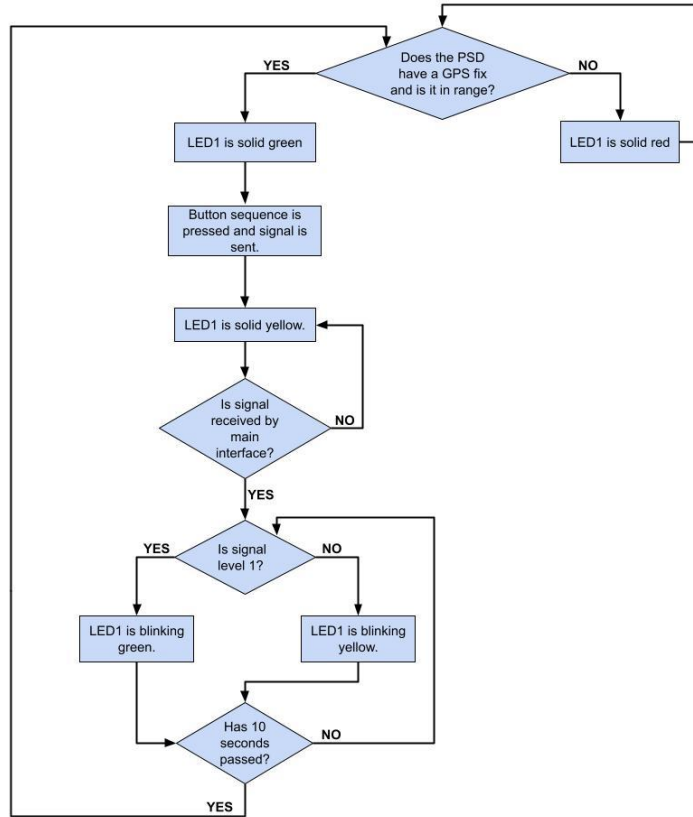 Does the PSD
have a GPS fix
and is it in range?
YES
NO
LED1 is solid green
LED1 is solid red
Button sequence is
pressed and signal is
sent.
LED1 is solid yellow.
Is signal
received by
main
interface?
NO
YES
Is signal
level 1?
YES
NO
LED1 is blinking
green.
LED1 is blinking
yellow.
Has 10
seconds
passed?
NO
YES